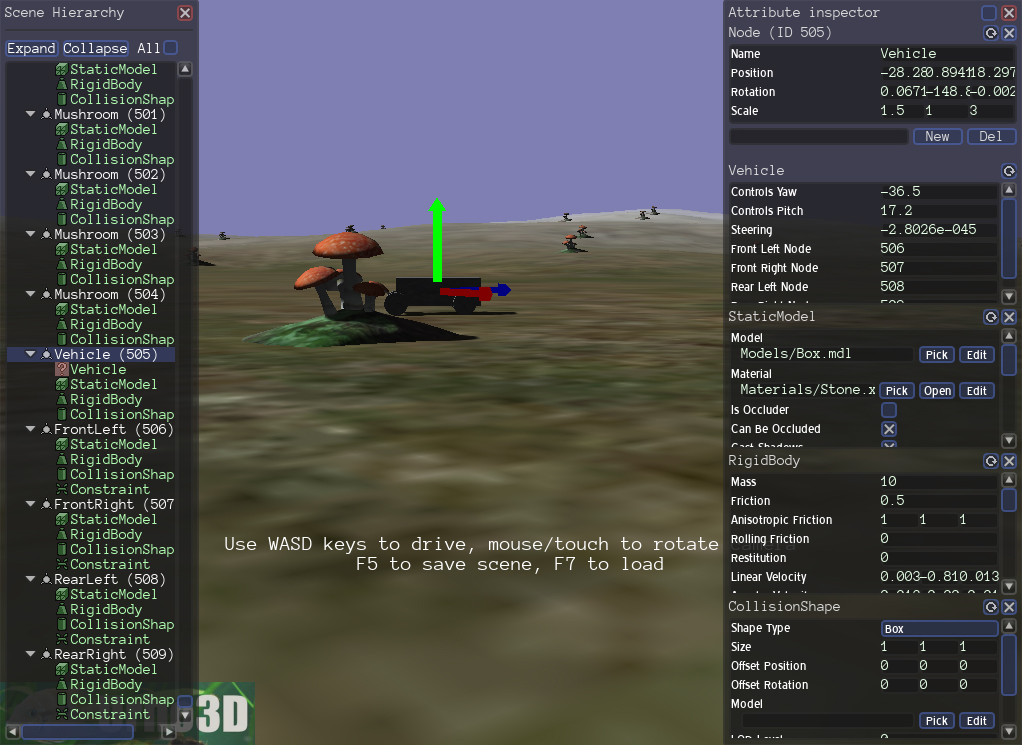 Scene Hierarchy
Expand Collapse All
StaticModel
RigidBody
CollisionShap
Mushroom (501)
StaticModel
RigidBody
CollisionShap
Mushroom (502)
StaticModel
RigidBody
CollisionShap
Mushroom (503)
StaticModel
RigidBody
CollisionShap
Mushroom (504)
StaticModel
RigidBody
CollisionShap
Vehicle (505)
Vehicle
StaticModel
RigidBody
CollisionShap
FrontLeft (506)
StaticModel
RigidBody
CollisionShap
Constraint
FrontRight (507
StaticModel
RigidBody
CollisionShap
Constraint
RearLeft (508)
StaticModel
RigidBody
CollisionShap
Constraint
RearRight (509)
StaticModel
RigidBody
CollisionShap
Constraint
3D
Use WASD keys to drive, mouse/touch to rotate camera
F5 to save scene, F7 to load
Attribute inspector
Node (ID 505)
Name Vehicle
Position -28.28 0.8941 18.297
Rotation 0.0671 -148.8 -0.002
Scale 1.5 1 3
New Del
Vehicle
Controls Yaw -36.5
Controls Pitch 17.2
Steering -2.8026e-045
Front Left Node 506
Front Right Node 507
Rear Left Node 508
StaticModel
Model
Models/Box.mdl Pick Edit
Material
Materials/Stone.x Pick Open Edit
Is Occluder
Can Be Occluded
Cast Shadows
RigidBody
Mass 10
Friction 0.5
Anisotropic Friction 1 1 1
Rolling Friction 0
Restitution 0
Linear Velocity 0.003 -0.81 0.013
CollisionShape
Shape Type Box
Size 1 1 1
Offset Position 0 0 0
Offset Rotation 0 0 0
Model
Pick Edit
LOD Level 0